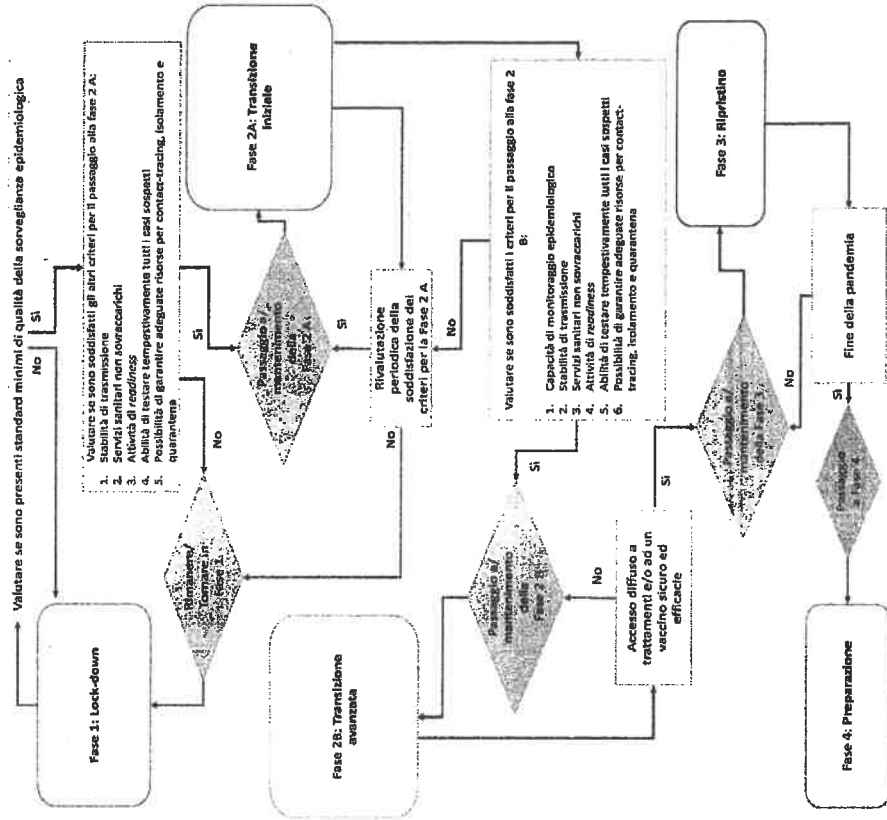 Valutare se sono presenti standard minimi di qualità della sorveglianza epidemiologica
No
Sì
Fase 1: Lock-down
Valutare se sono soddisfatti gli altri criteri per il passaggio alla fase 2 A:
1. Stabilità di trasmissione
2. Servizi sanitari non sovraccarichi
3. Attività di readiness
4. Abilità di testare tempestivamente tutti i casi sospetti
5. Possibilità di garantire adeguate risorse per contact-tracing, isolamento e
quarantena
No
Sì
Rimanere/
Tornare in
Fase 1
Passaggio a/
mantenimento
della
Fase 2 A
Fase 2A: Transizione
iniziale
Sì
No
Rivalutazione
periodica della
soddisfazione dei
criteri per la Fase 2 A
No
Valutare se sono soddisfatti i criteri per il passaggio alla fase 2
B:
1. Capacità di monitoraggio epidemiologico
2. Stabilità di trasmissione
3. Servizi sanitari non sovraccarichi
4. Attività di readiness
5. Abilità di testare tempestivamente tutti i casi sospetti
6. Possibilità di garantire adeguate risorse per contact-
tracing, isolamento e quarantena
Sì
Passaggio a/
mantenimento
della
Fase 2 B
Fase 2B: Transizione
avanzata
No
Accesso diffuso a
trattamenti e/o ad un
vaccino sicuro ed
efficacie
Sì
Passaggio a/
mantenimento
della Fase 3
Fase 3: Ripristino
No
Fine della pandemia
Sì
Passaggio
a Fase 4
Fase 4: Preparazione